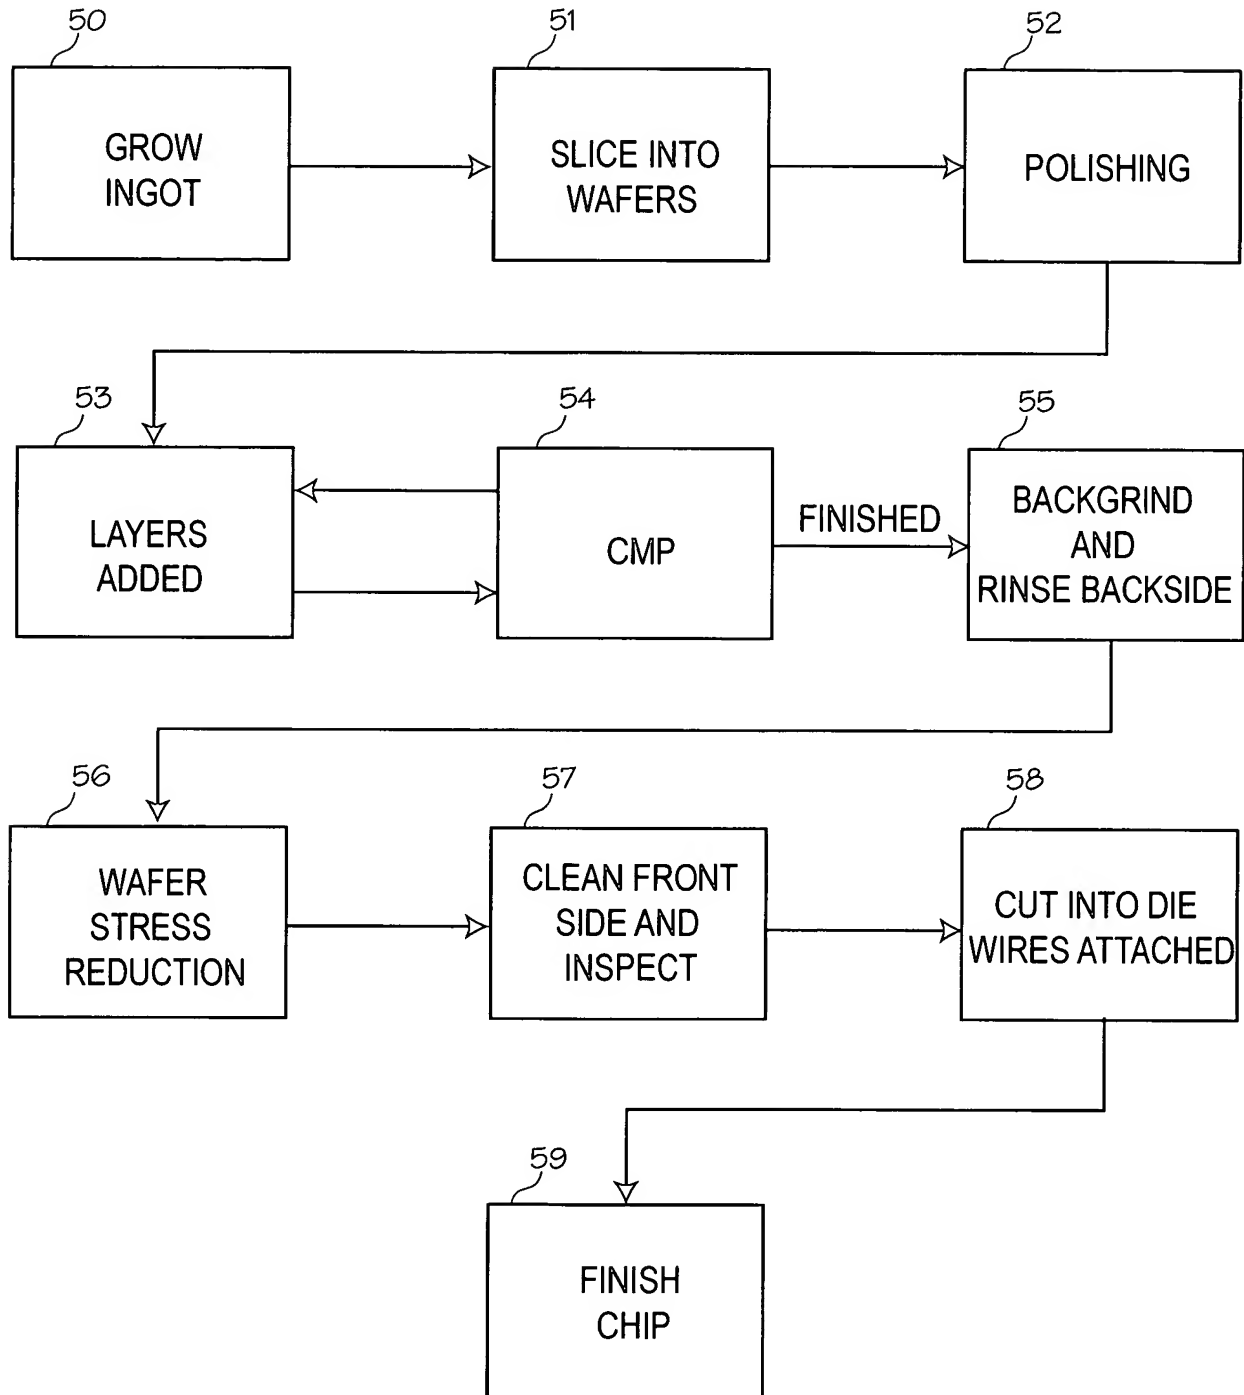 50
GROW
INGOT
51
SLICE INTO
WAFERS
52
POLISHING
53
LAYERS
ADDED
54
CMP
FINISHED
55
BACKGRIND
AND
RINSE BACKSIDE
56
WAFER
STRESS
REDUCTION
57
CLEAN FRONT
SIDE AND
INSPECT
58
CUT INTO DIE
WIRES ATTACHED
59
FINISH
CHIP